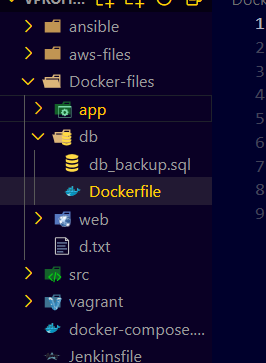 ansible
aws-files
Docker-files
app
db
db_backup.sql
Dockerfile
web
d.txt
src
vagrant
docker-compose....
Jenkinsfile
1
2
3
4
5
6
7
8
9